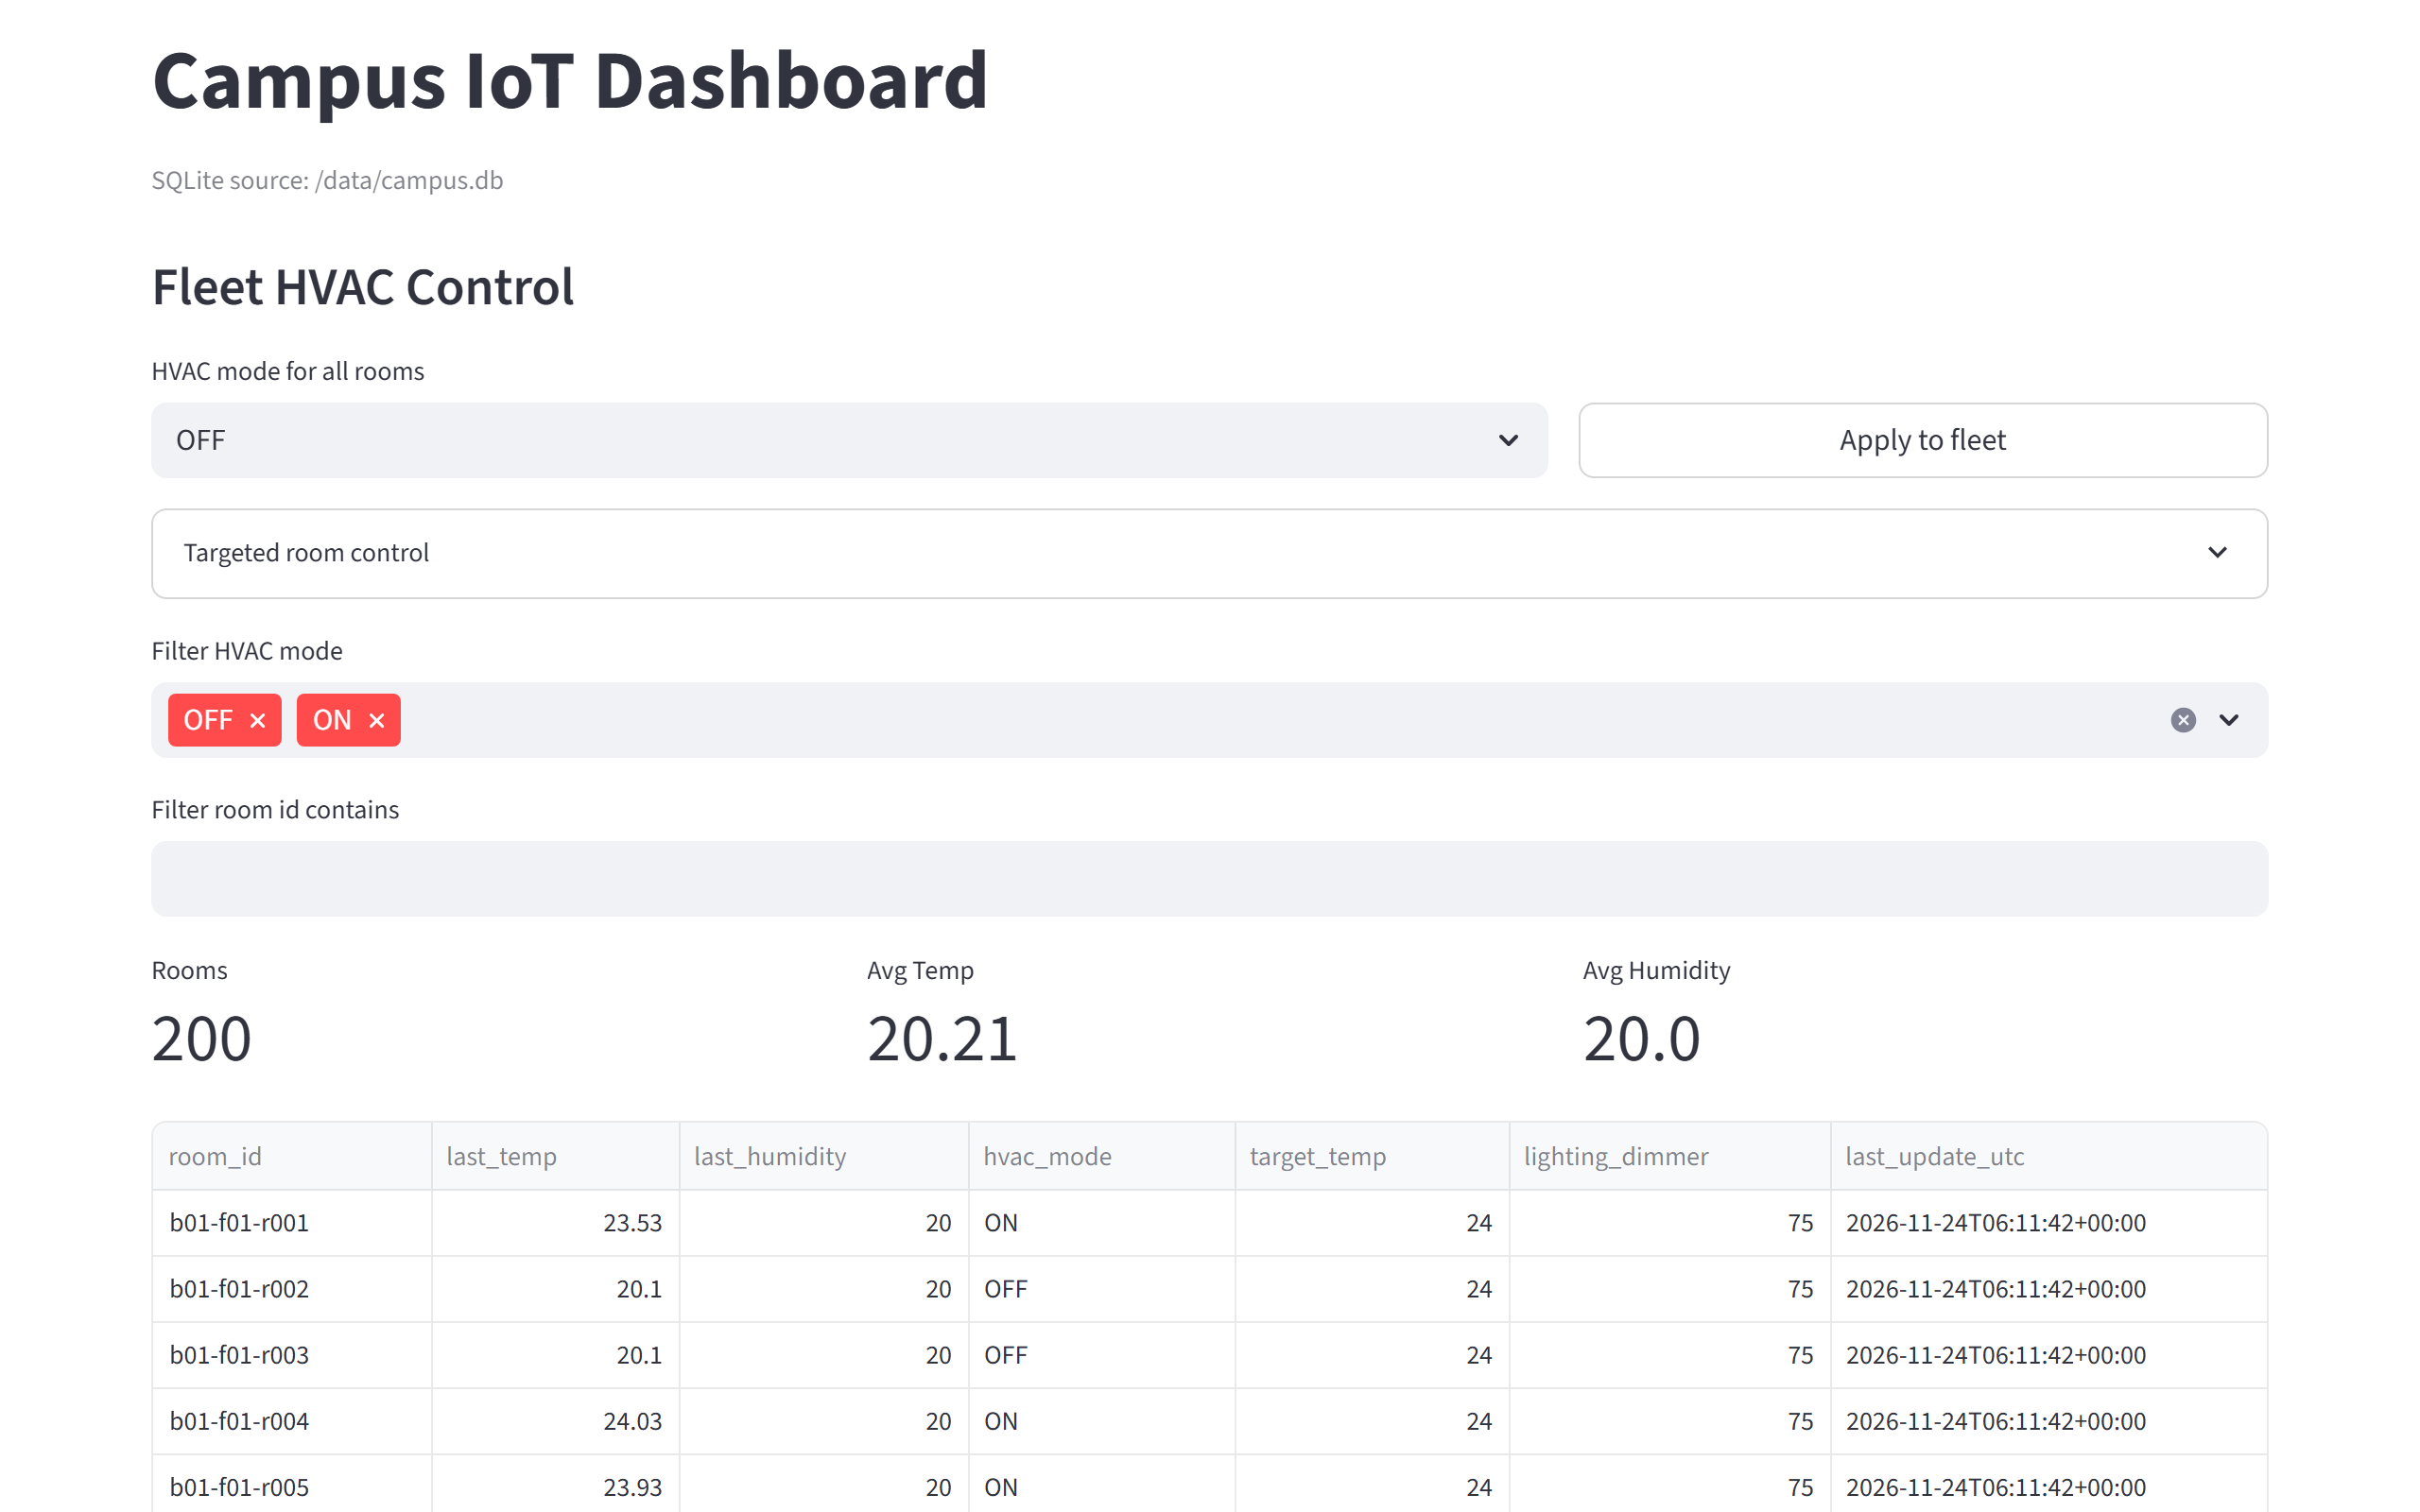 Campus IoT Dashboard
SQLite source: /data/campus.db
Fleet HVAC Control
HVAC mode for all rooms
OFF
Apply to fleet
Targeted room control
Filter HVAC mode
OFF ON
Filter room id contains
Rooms Avg Temp Avg Humidity
200 20.21 20.0
room_id last_temp last_humidity hvac_mode target_temp lighting_dimmer last_update_utc
b01-f01-r001 23.53 20 ON 24 75 2026-11-24T06:11:42+00:00
b01-f01-r002 20.1 20 OFF 24 75 2026-11-24T06:11:42+00:00
b01-f01-r003 20.1 20 OFF 24 75 2026-11-24T06:11:42+00:00
b01-f01-r004 24.03 20 ON 24 75 2026-11-24T06:11:42+00:00
b01-f01-r005 23.93 20 ON 24 75 2026-11-24T06:11:42+00:00